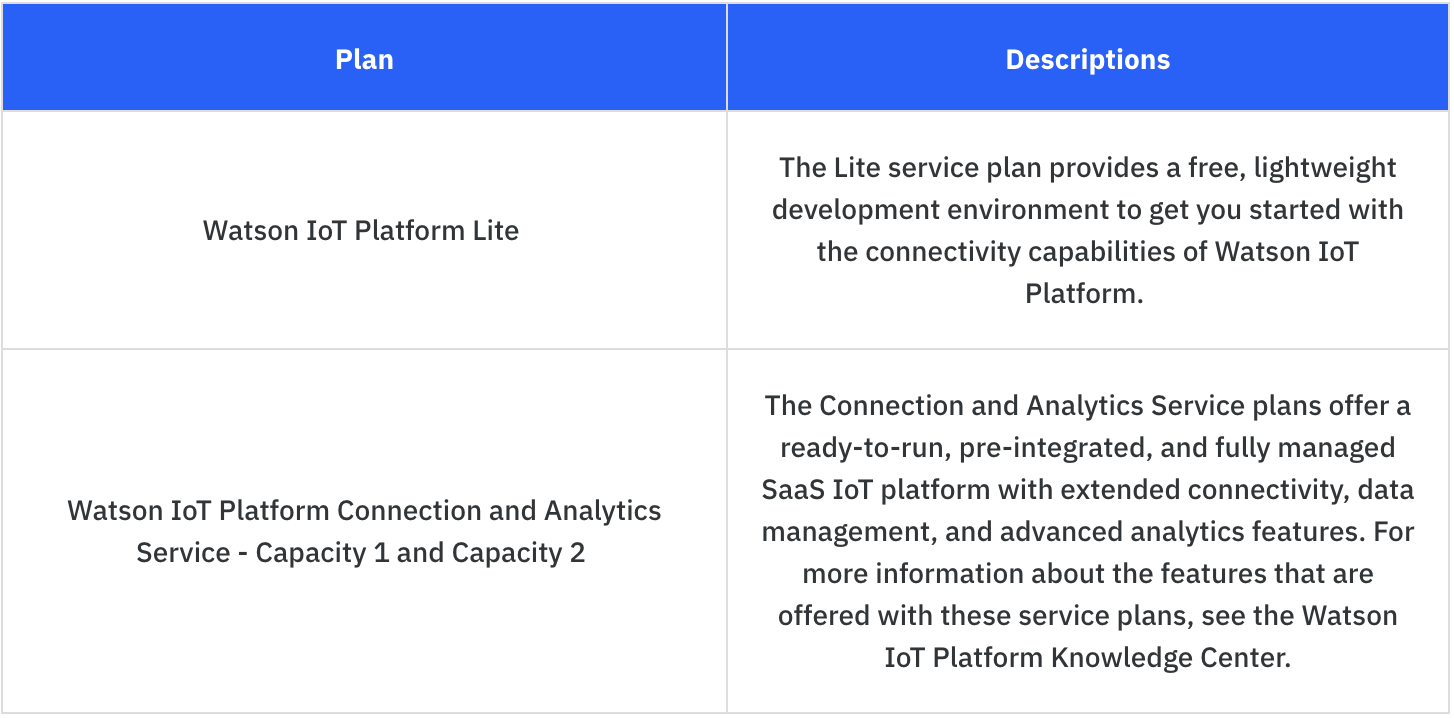 Plan
Descriptions
Watson IoT Platform Lite
The Lite service plan provides a free, lightweight
development environment to get you started with
the connectivity capabilities of Watson IoT
Platform.
Watson IoT Platform Connection and Analytics
Service - Capacity 1 and Capacity 2
The Connection and Analytics Service plans offer a
ready-to-run, pre-integrated, and fully managed
SaaS IoT platform with extended connectivity, data
management, and advanced analytics features. For
more information about the features that are
offered with these service plans, see the Watson
IoT Platform Knowledge Center.